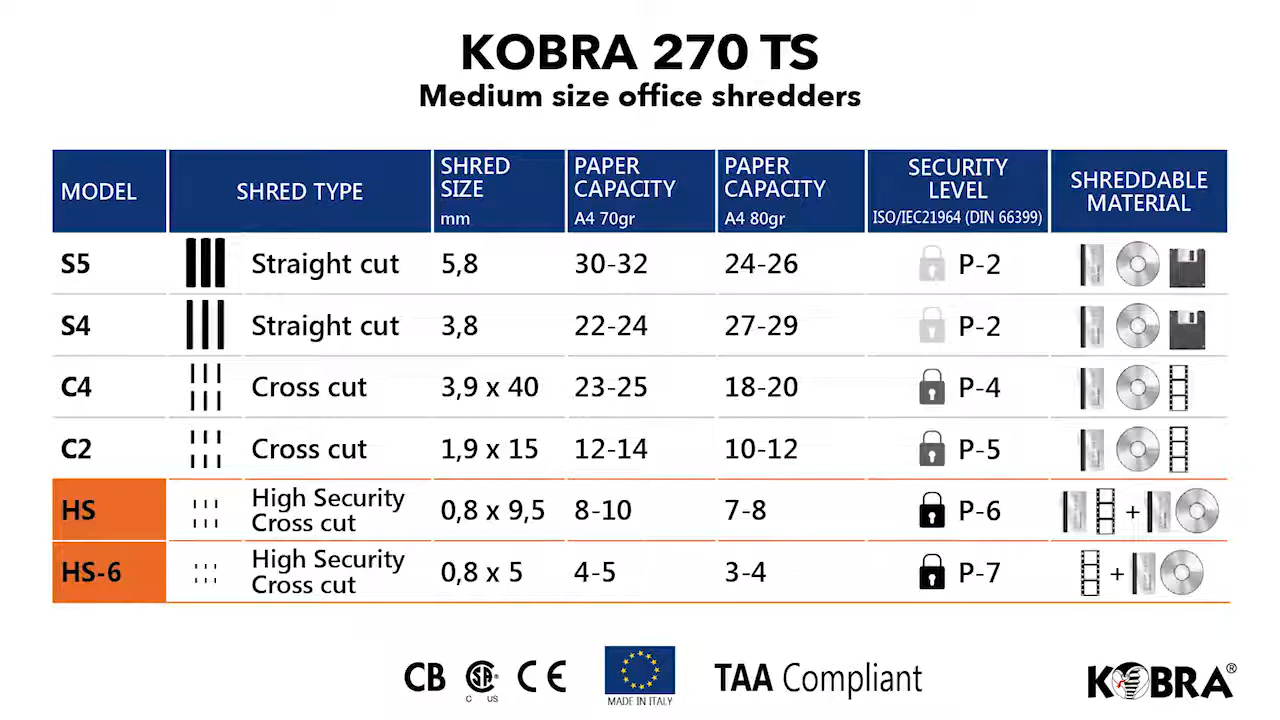 KOBRA 270 TS
Medium size office shredders
MODEL SHRED TYPE SHRED SIZE mm PAPER CAPACITY A4 70gr PAPER CAPACITY A4 80gr SECURITY LEVEL ISO/IEC21964 (DIN 66399) SHREDDABLE MATERIAL
S5 Straight cut 5,8 30-32 24-26 P-2
S4 Straight cut 3,8 22-24 27-29 P-2
C4 Cross cut 3,9 x 40 23-25 18-20 P-4
C2 Cross cut 1,9 x 15 12-14 10-12 P-5
HS High Security Cross cut 0,8 x 9,5 8-10 7-8 P-6 +
HS-6 High Security Cross cut 0,8 x 5 4-5 3-4 P-7 +
CB SA® C US CE MADE IN ITALY TAA Compliant KOBRA®